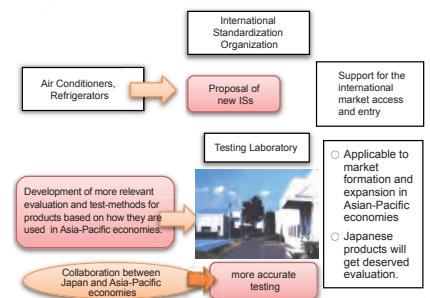 International
Standardization
Organization
Air Conditioners,
Refrigerators
Proposal of
new ISs
Support for the
international
market access
and entry
Testing Laboratory
Development of more relevant
evaluation and test-methods for
products based on how they are
used in Asia-Pacific economies.
○ Applicable to
market
formation and
expansion in
Asian-Pacific
economies
○ Japanese
products will
get deserved
evaluation.
Collaboration between
Japan and Asia-Pacific
economies
more accurate
testing